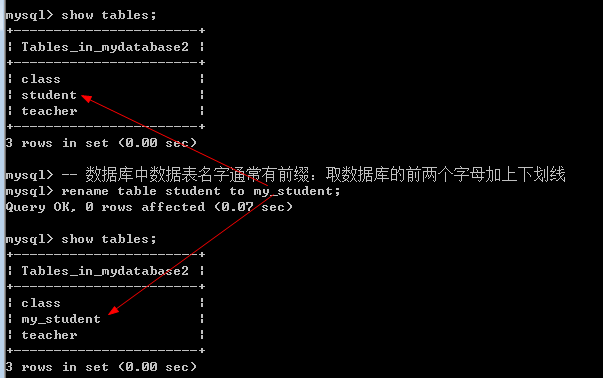 mysql> show tables;
+-----------------------+
| Tables_in_mydatabase2 |
+-----------------------+
| class                 |
| student               |
| teacher               |
+-----------------------+
3 rows in set (0.00 sec)
mysql> -- 数据库中数据表名字通常有前缀：取数据库的前两个字母加上下划线
mysql> rename table student to my_student;
Query OK, 0 rows affected (0.07 sec)
mysql> show tables;
+-----------------------+
| Tables_in_mydatabase2 |
+-----------------------+
| class                 |
| my_student            |
| teacher               |
+-----------------------+
3 rows in set (0.00 sec)